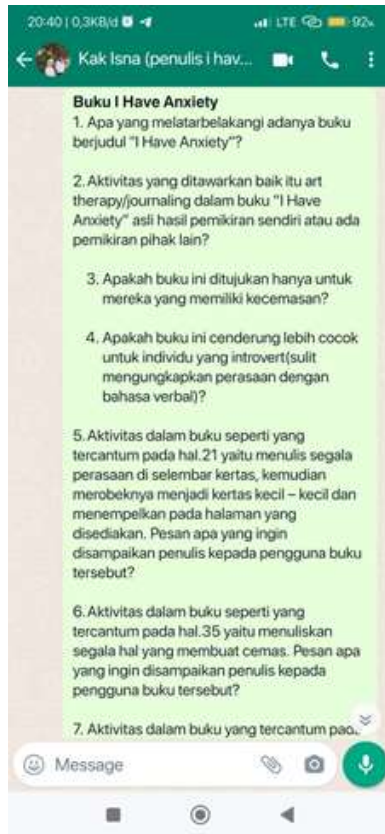 20:40 | 0,3KB/d
LTE 92%
Kak Isna (penulis i hav...
Buku I Have Anxiety
1. Apa yang melatarbelakangi adanya buku
berjudul "I Have Anxiety"?
2. Aktivitas yang ditawarkan baik itu art
therapy/journaling dalam buku "I Have
Anxiety" asli hasil pemikiran sendiri atau ada
pemikiran pihak lain?
3. Apakah buku ini ditujukan hanya untuk
mereka yang memiliki kecemasan?
4. Apakah buku ini cenderung lebih cocok
untuk individu yang introvert(sulit
mengungkapkan perasaan dengan
bahasa verbal)?
5. Aktivitas dalam buku seperti yang
tercantum pada hal.21 yaitu menulis segala
perasaan di selembar kertas, kemudian
merobeknya menjadi kertas kecil – kecil dan
menempelkan pada halaman yang
disediakan. Pesan apa yang ingin
disampaikan penulis kepada pengguna buku
tersebut?
6. Aktivitas dalam buku seperti yang
tercantum pada hal.35 yaitu menuliskan
segala hal yang membuat cemas. Pesan apa
yang ingin disampaikan penulis kepada
pengguna buku tersebut?
7. Aktivitas dalam buku yang tercantum
Message